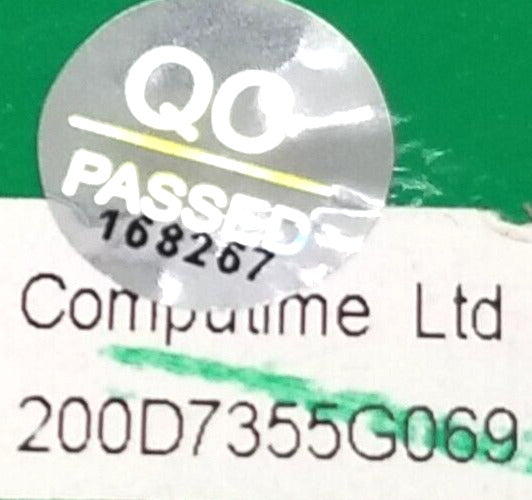 QC
PASSED
168267
Computime Ltd
200D7355G069